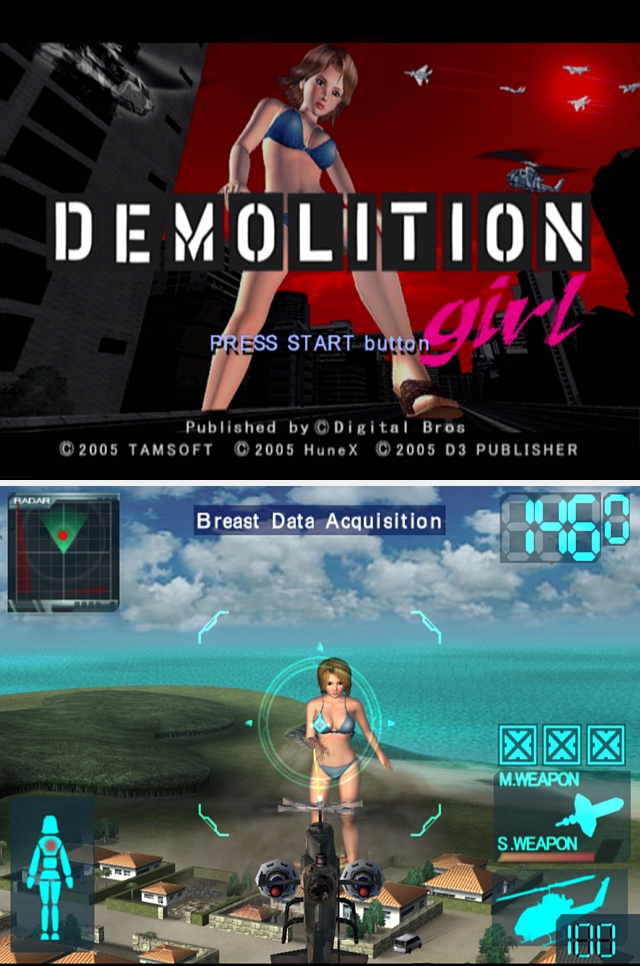 DEMOLITION
girl
PRESS START button
Published by ©Digital Bros
©2005 TAMSOFT ©2005 HuneX ©2005 D3 PUBLISHER
RADAR
Breast Data Acquisition
M.WEAPON
S.WEAPON
100